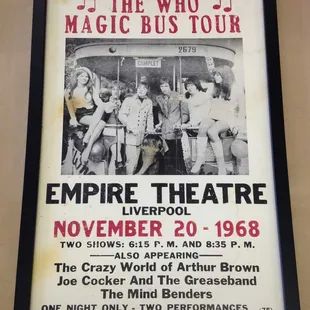 THE WHO
MAGIC BUS TOUR
2679
COMPLET
EMPIRE THEATRE
LIVERPOOL
NOVEMBER 20 - 1968
TWO SHOWS: 6:15 P. M. AND 8:35 P. M.
ALSO APPEARING
The Crazy World of Arthur Brown
Joe Cocker And The Greaseband
The Mind Benders
ONE NIGHT ONLY - TWO PERFORMANCES